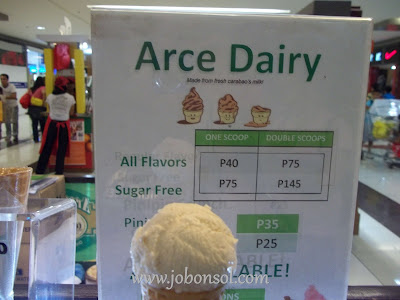 Arce Dairy
Made from fresh carabao's milk!
ONE SCOOP DOUBLE SCOOPS
All Flavors P40 P75
Sugar Free P75 P145
P35
P25
www.jobonsol.com